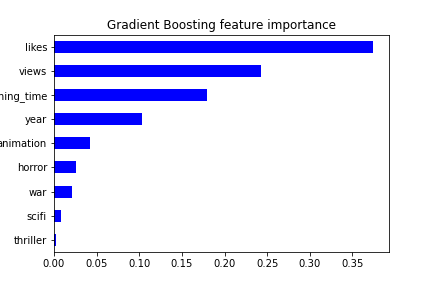 Gradient Boosting feature importance
likes
views
ning_time
year
animation
horror
war
scifi
thriller
0.00 0.05 0.10 0.15 0.20 0.25 0.30 0.35